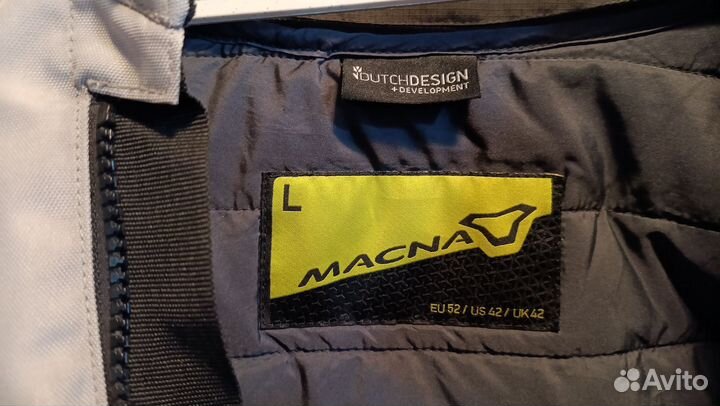 DUTCHDESIGN
+DEVELOPMENT
L
MACNA
EU 52 / US 42 / UK 42
Avito